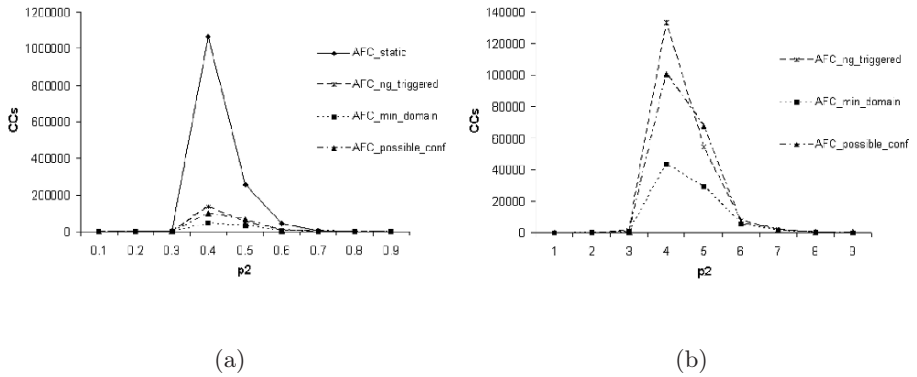 1200000
1000000
800000
600000
400000
200000
0
CCs
0.1 0.2 0.3 0.4 0.5 0.6 0.7 0.8 0.9
p2
AFC_static
AFC_ng_triggered
AFC_min_domain
AFC_possible_conf
(a)
140000
120000
100000
80000
60000
40000
20000
0
CCs
1 2 3 4 5 6 7 8 9
p2
AFC_ng_triggered
AFC_min_domain
AFC_possible_conf
(b)